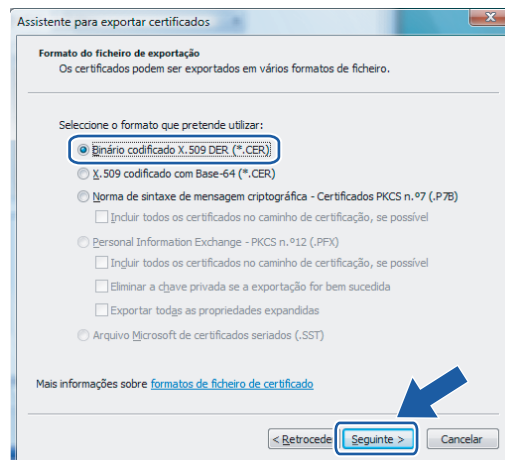 Assistente para exportar certificados
Formato do ficheiro de exportação
Os certificados podem ser exportados em vários formatos de ficheiro.
Seleccione o formato que pretende utilizar:
Binário codificado X.509 DER (*.CER)
X.509 codificado com Base-64 (*.CER)
Norma de sintaxe de mensagem criptográfica - Certificados PKCS n.º7 (.P7B)
Incluir todos os certificados no caminho de certificação, se possível
Personal Information Exchange - PKCS n.º12 (.PFX)
Incluir todos os certificados no caminho de certificação, se possível
Eliminar a chave privada se a exportação for bem sucedida
Exportar todas as propriedades expandidas
Arquivo Microsoft de certificados seriados (.SST)
Mais informações sobre formatos de ficheiro de certificado
< Retrocede Seguinte > Cancelar